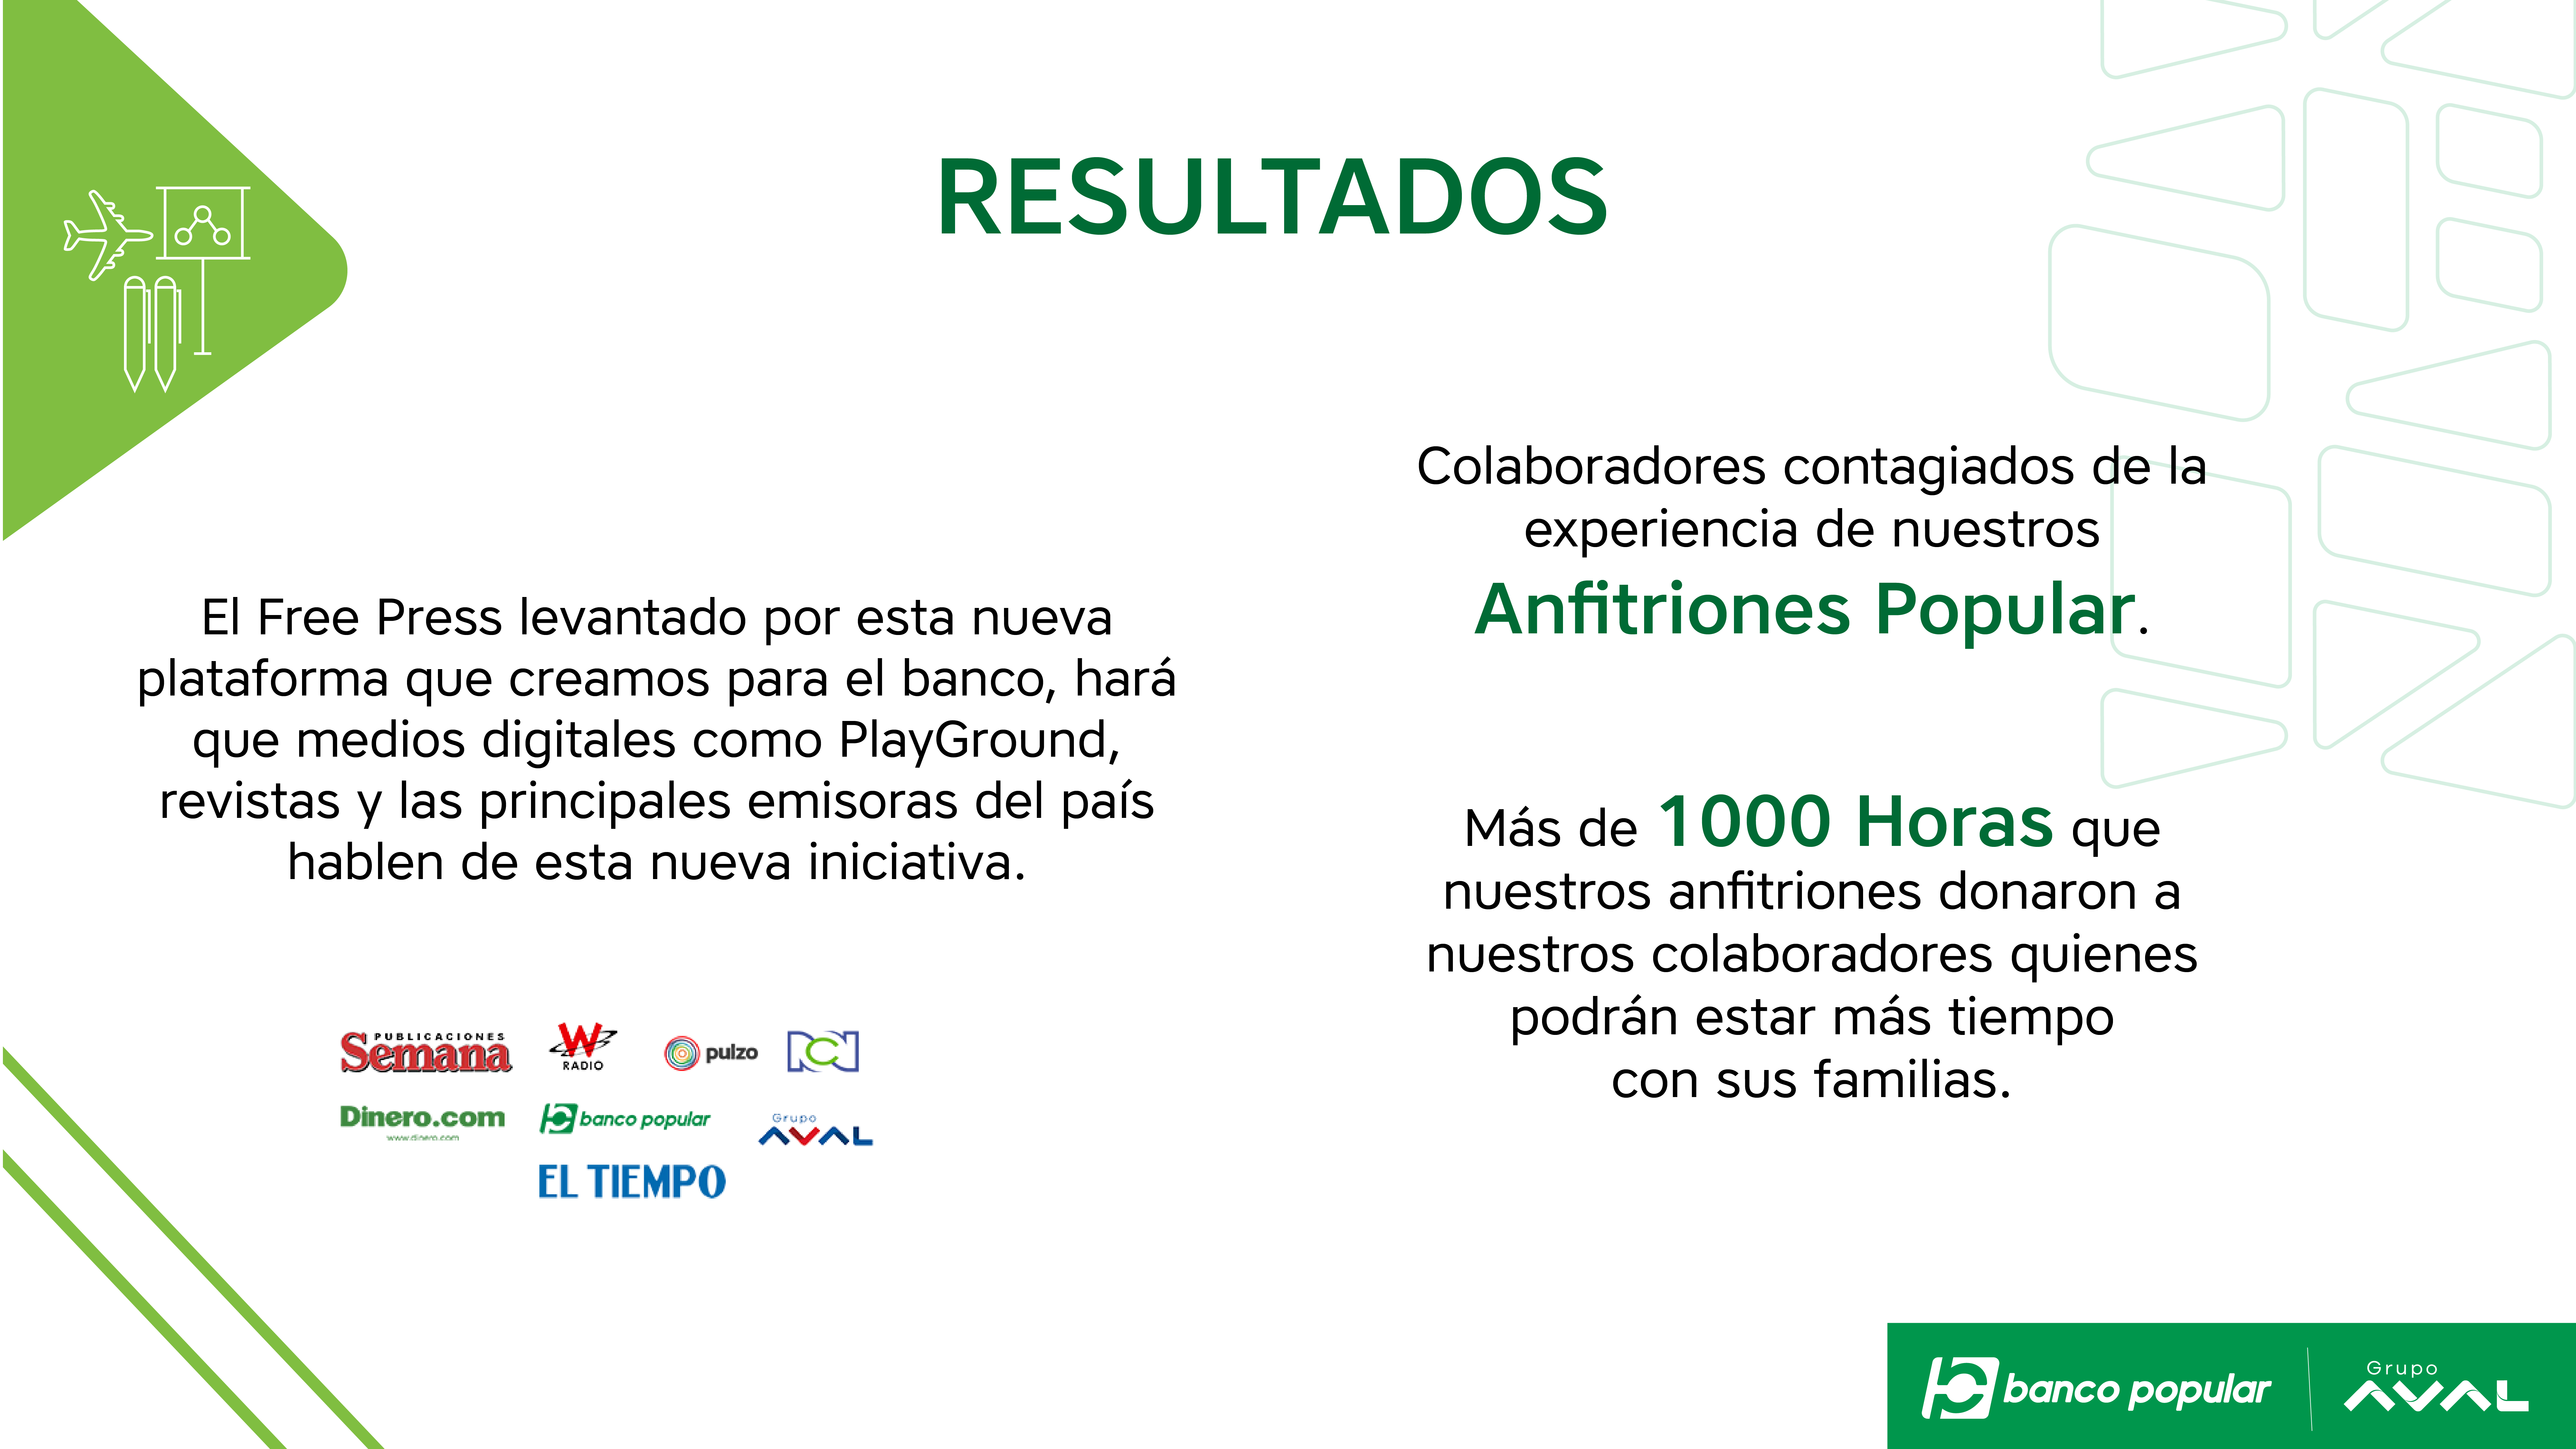 RESULTADOS
El Free Press levantado por esta nueva
plataforma que creamos para el banco, hará
que medios digitales como PlayGround,
revistas y las principales emisoras del país
hablen de esta nueva iniciativa.
PUBLICACIONES
Semana
W
RADIO
pulzo
RCN
Dinero.com
www.dinero.com
banco popular
Grupo
AVAL
EL TIEMPO
Colaboradores contagiados de la
experiencia de nuestros
Anfitriones Popular.
Más de 1000 Horas que
nuestros anfitriones donaron a
nuestros colaboradores quienes
podrán estar más tiempo
con sus familias.
banco popular
Grupo
AVAL